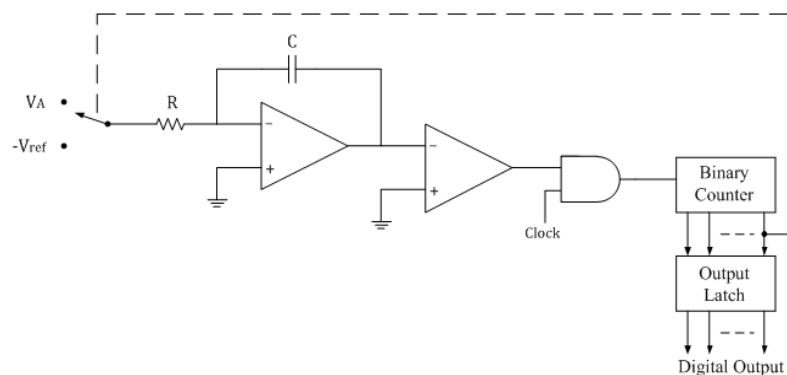 C
VA
R
-Vref
−
+
−
+
Clock
Binary
Counter
Output
Latch
Digital Output